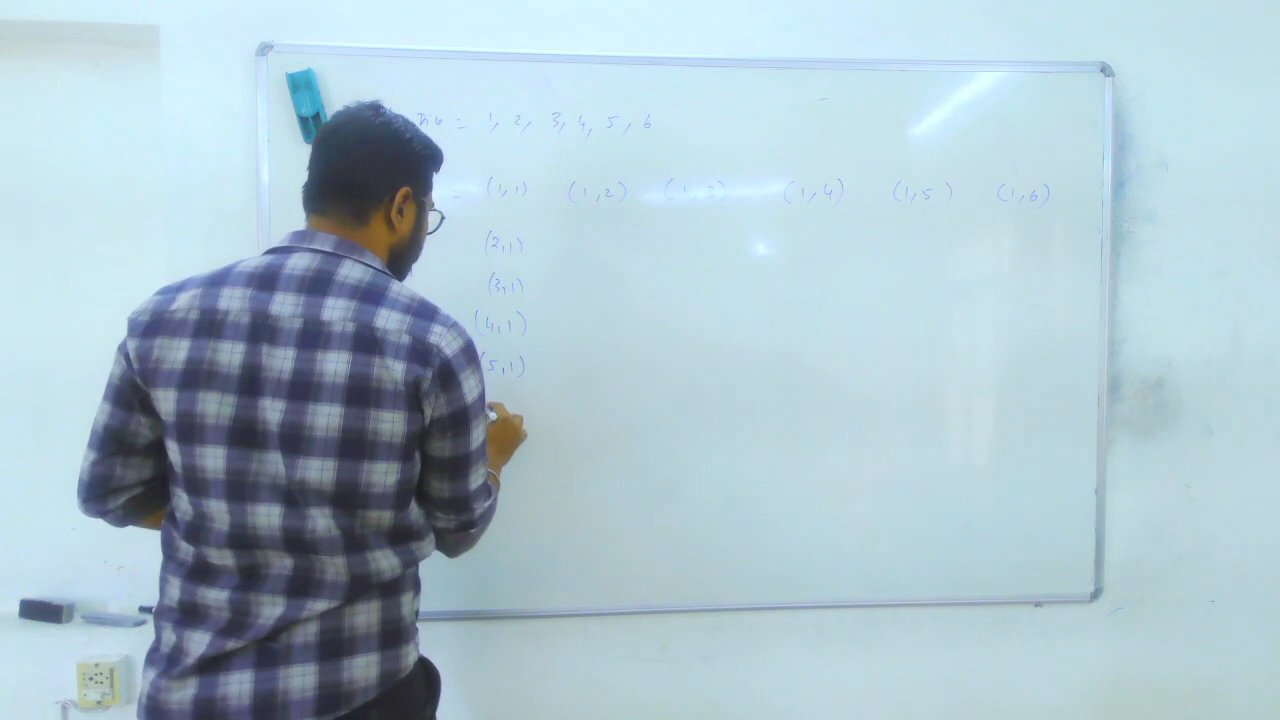 = 1, 2, 3, 4, 5, 6
= (1,1) (1,2) (1,3) (1,4) (1,5) (1,6)
(2,1)
(3,1)
(4,1)
(5,1)